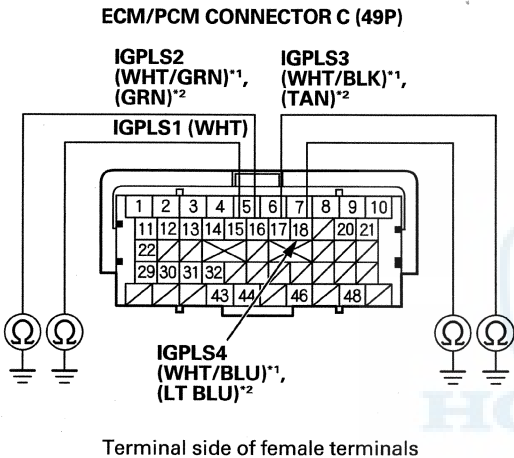 ECM/PCM CONNECTOR C (49P)
IGPLS2
(WHT/GRN)*1,
(GRN)*2
IGPLS3
(WHT/BLK)*1,
(TAN)*2
IGPLS1 (WHT)
1 2 3 4 5 6 7 8 9 10
11 12 13 14 15 16 17 18 20 21
22
29 30 31 32
43 44 46 48
Ω Ω Ω Ω
IGPLS4
(WHT/BLU)*1,
(LT BLU)*2
Terminal side of female terminals